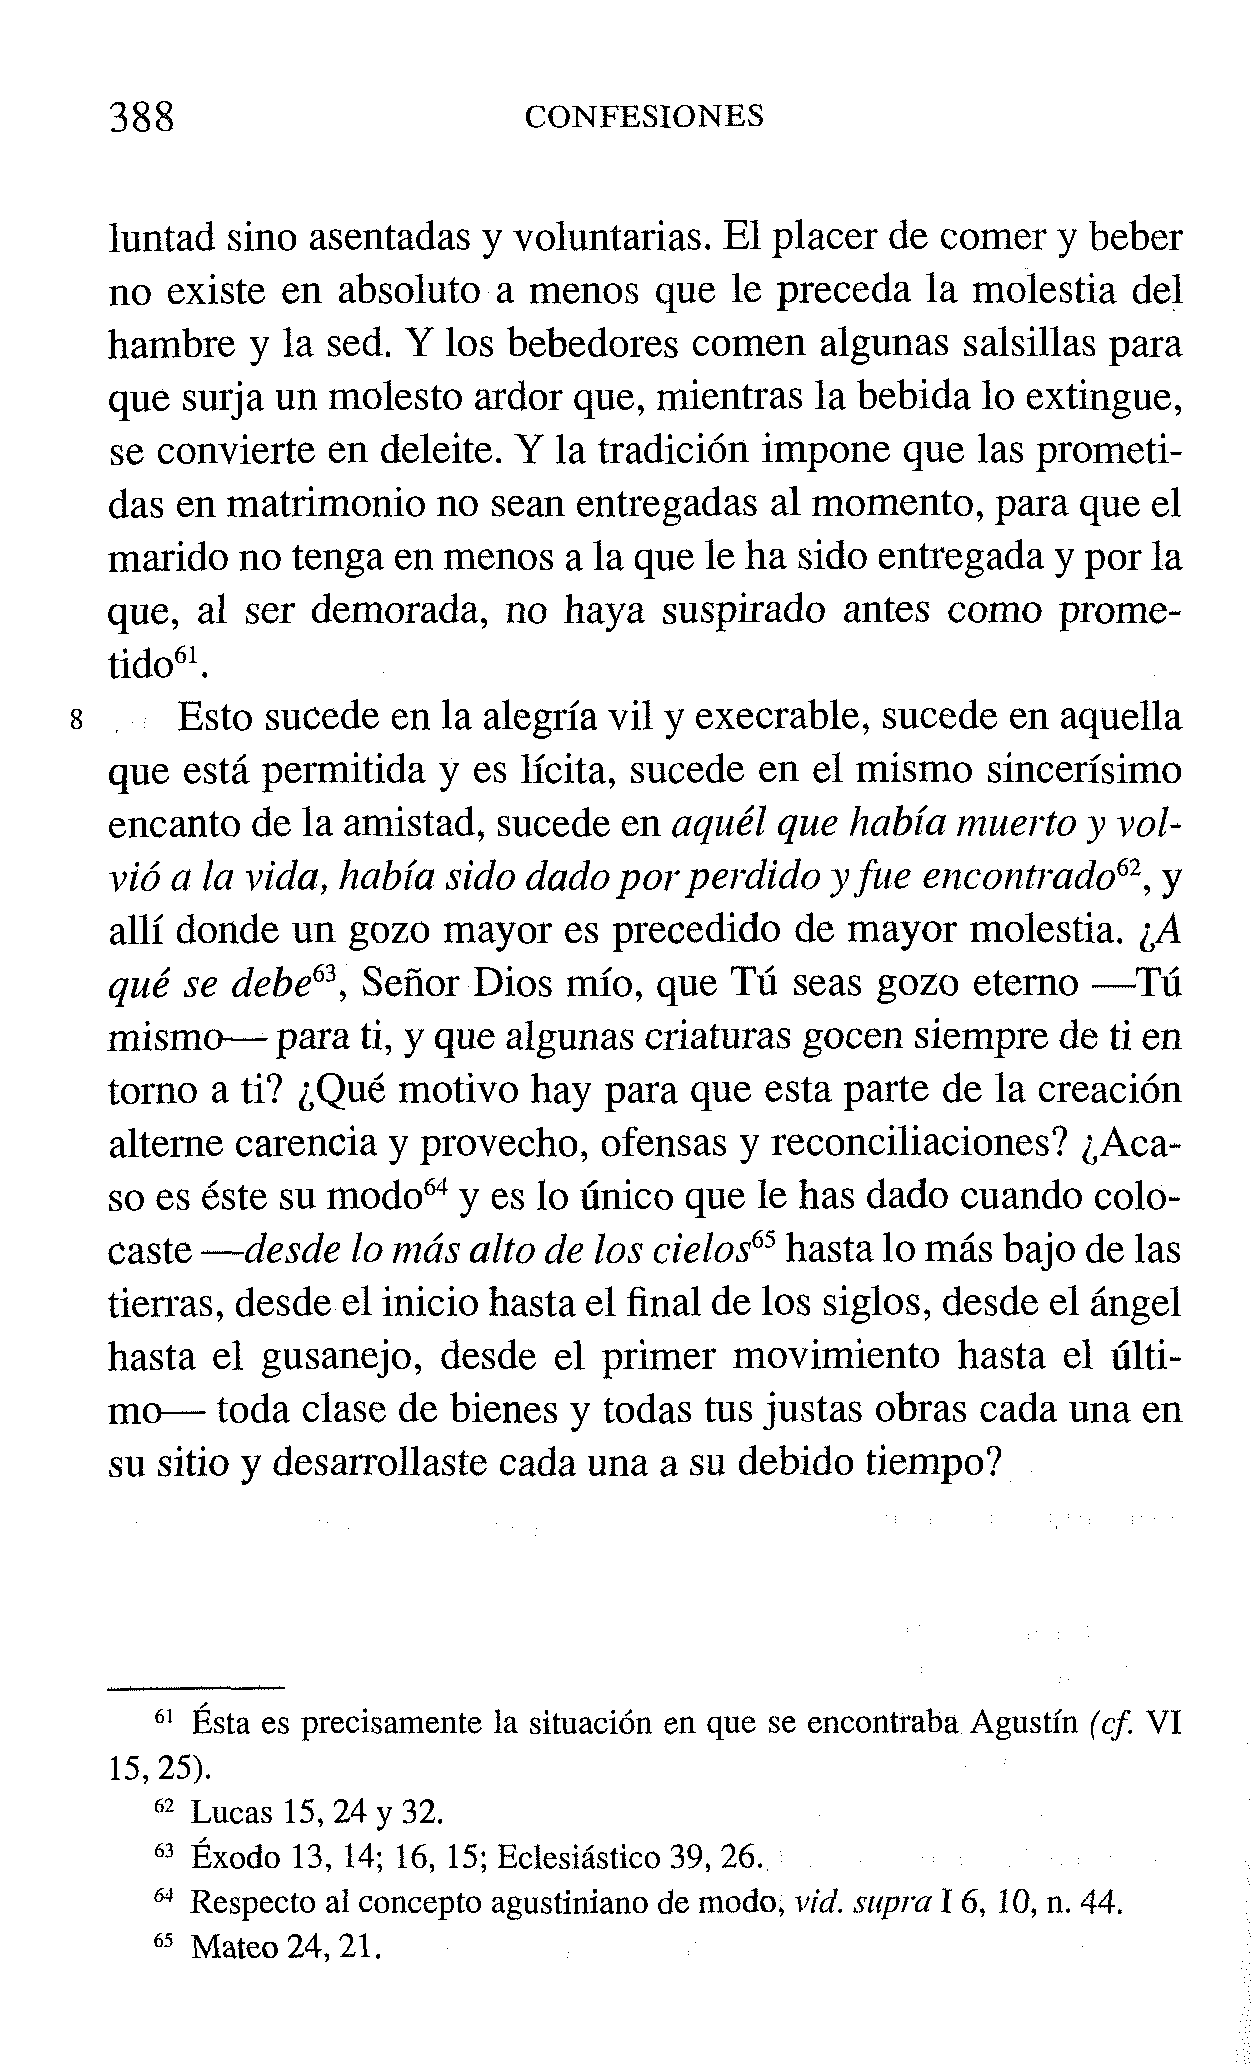 388 CONFESIONES
luntad sino asentadas y voluntarias. El placer de comer y beber
no existe en absoluto a menos que le preceda la molestia del
hambre y la sed. Y los bebedores comen algunas salsillas para
que surja un molesto ardor que, mientras la bebida lo extingue,
se convierte en deleite. Y la tradición impone que las prometi-
das en matrimonio no sean entregadas al momento, para que el
marido no tenga en menos a la que le ha sido entregada y por la
que, al ser demorada, no haya suspirado antes como prome-
tido⁶¹.
8 Esto sucede en la alegría vil y execrable, sucede en aquella
que está permitida y es lícita, sucede en el mismo sincerísimo
encanto de la amistad, sucede en aquél que había muerto y vol-
vió a la vida, había sido dado por perdido y fue encontrado⁶², y
allí donde un gozo mayor es precedido de mayor molestia. ¿A
qué se debe⁶³, Señor Dios mío, que Tú seas gozo eterno —Tú
mismo— para ti, y que algunas criaturas gocen siempre de ti en
torno a ti? ¿Qué motivo hay para que esta parte de la creación
alterne carencia y provecho, ofensas y reconciliaciones? ¿Aca-
so es éste su modo⁶⁴ y es lo único que le has dado cuando colo-
caste —desde lo más alto de los cielos⁶⁵ hasta lo más bajo de las
tierras, desde el inicio hasta el final de los siglos, desde el ángel
hasta el gusanejo, desde el primer movimiento hasta el últi-
mo— toda clase de bienes y todas tus justas obras cada una en
su sitio y desarrollaste cada una a su debido tiempo?
⁶¹ Ésta es precisamente la situación en que se encontraba Agustín (cf. VI
15, 25).
⁶² Lucas 15, 24 y 32.
⁶³ Éxodo 13, 14; 16, 15; Eclesiástico 39, 26.
⁶⁴ Respecto al concepto agustiniano de modo, vid. supra I 6, 10, n. 44.
⁶⁵ Mateo 24, 21.